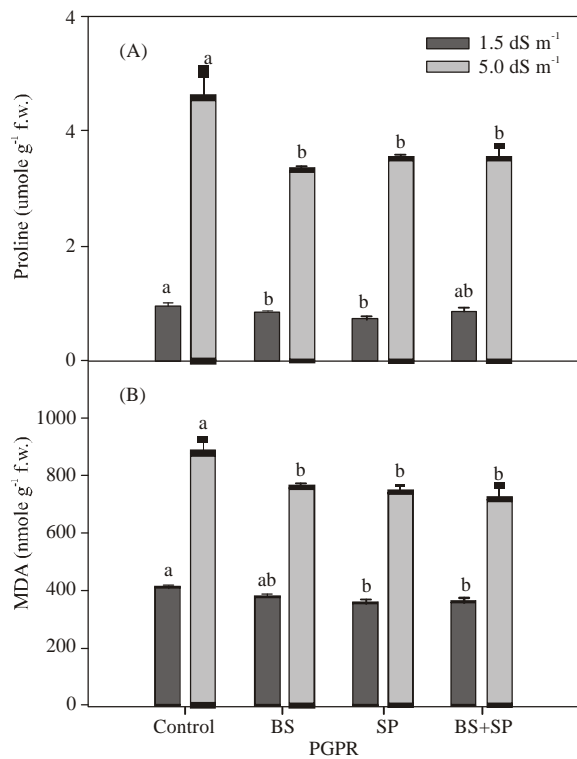 6
(A)
a
1.5 dS m⁻¹
5.0 dS m⁻¹
4
b
b
b
Proline (umole g⁻¹ f.w.)
2
a
b
b
ab
0
(B)
a
1000
800
b
b
b
MDA (nmole g⁻¹ f.w.)
600
400
a
ab
b
b
200
0
Control
BS
SP
BS+SP
PGPR